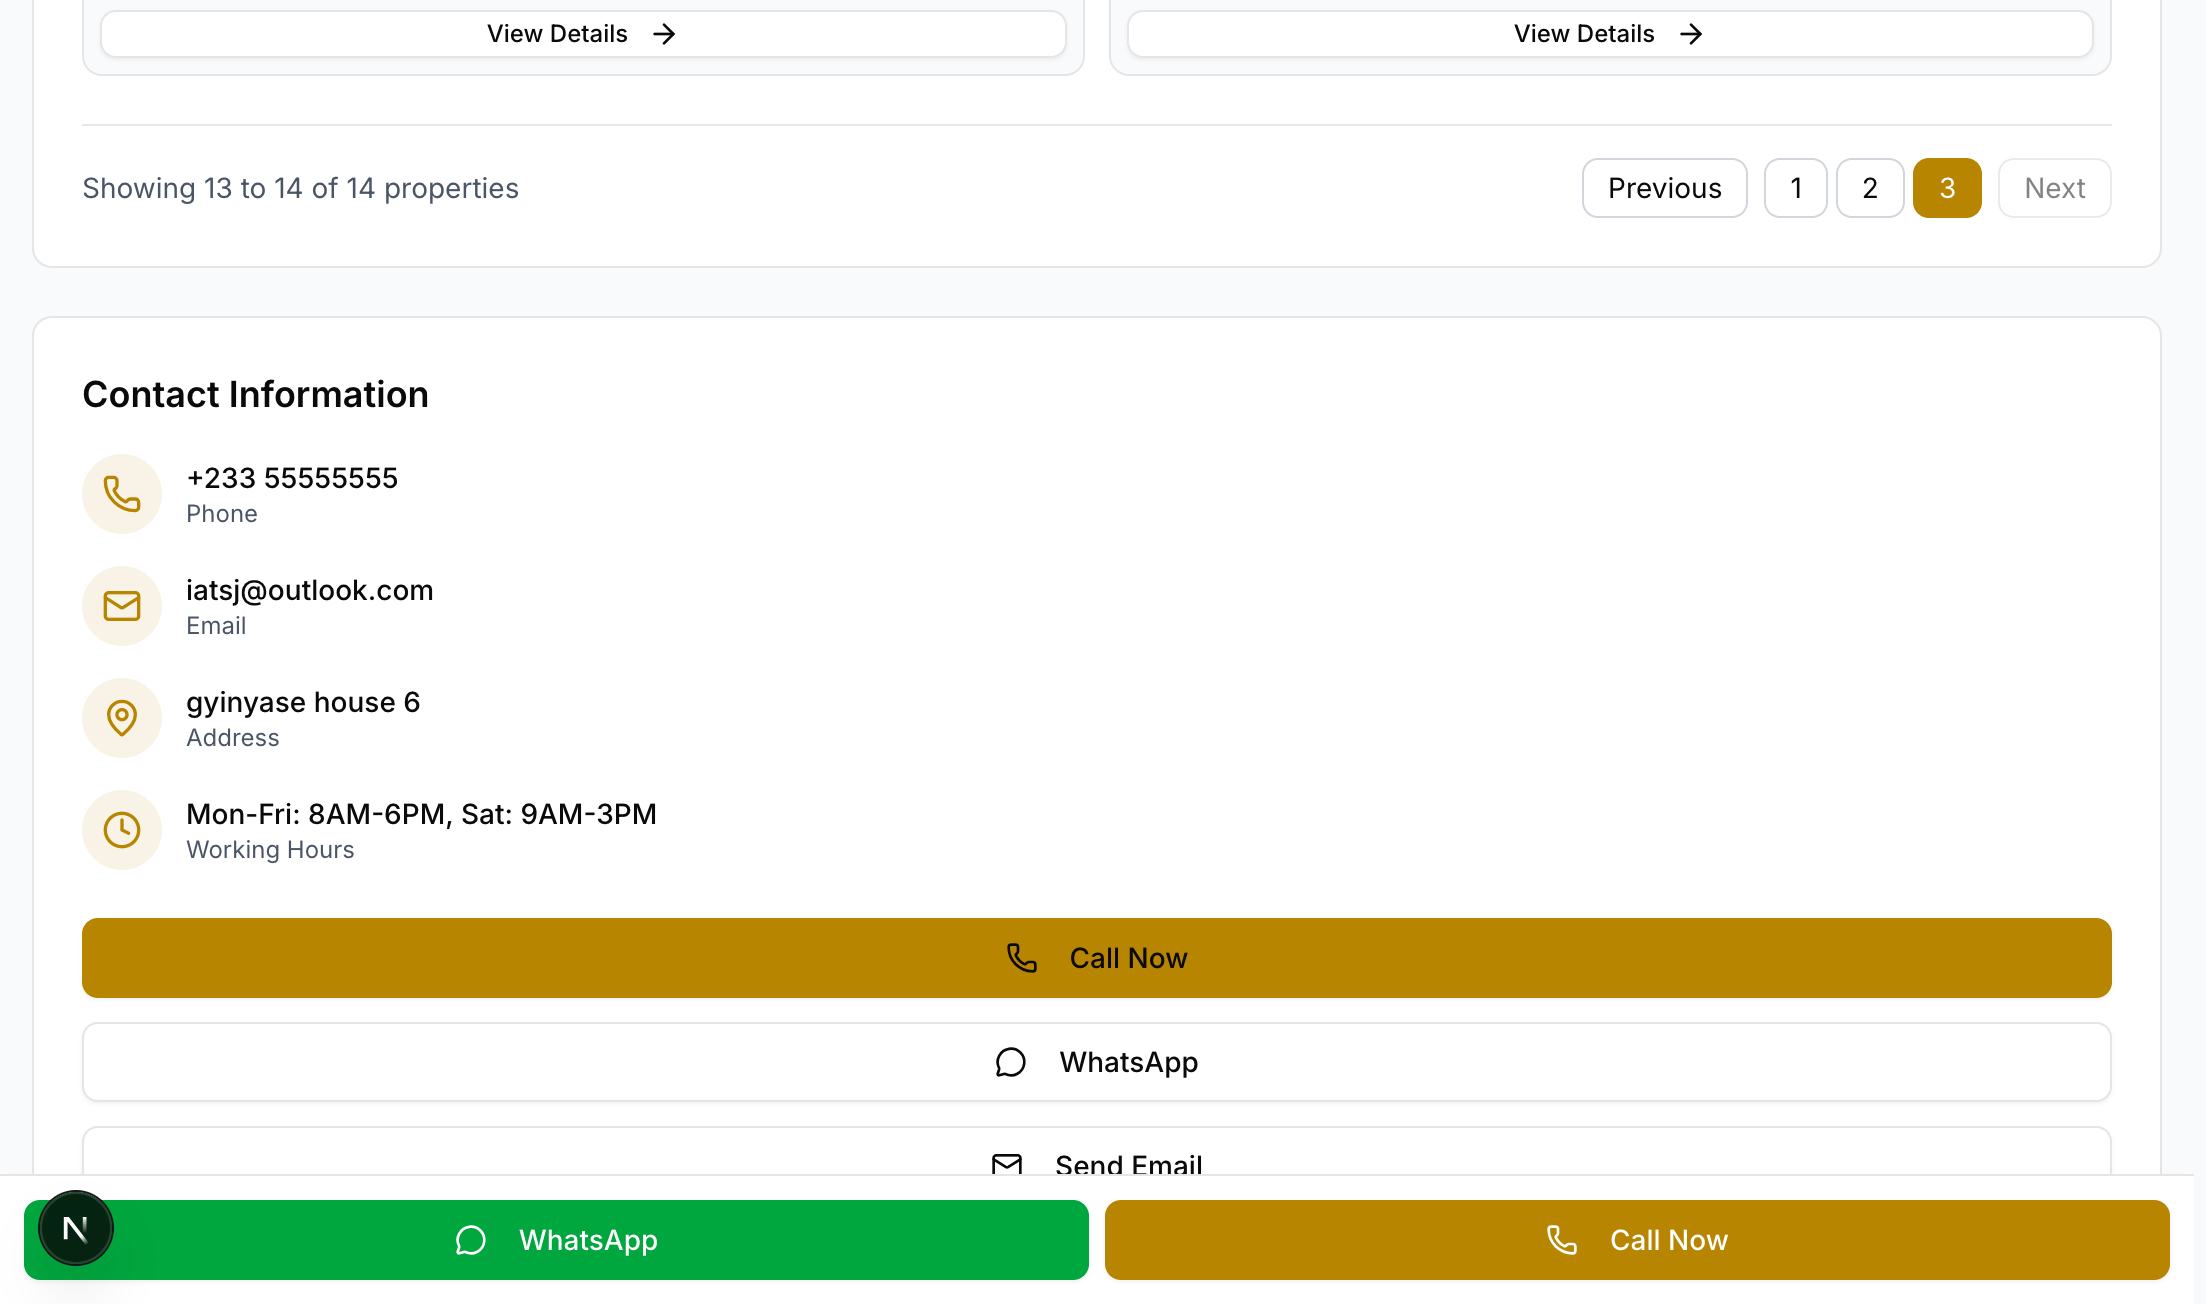 View Details
View Details
Showing 13 to 14 of 14 properties
Previous
1
2
3
Next
Contact Information
+233 55555555
Phone
iatsj@outlook.com
Email
gyinyase house 6
Address
Mon-Fri: 8AM-6PM, Sat: 9AM-3PM
Working Hours
Call Now
WhatsApp
Send Email
N
WhatsApp
Call Now